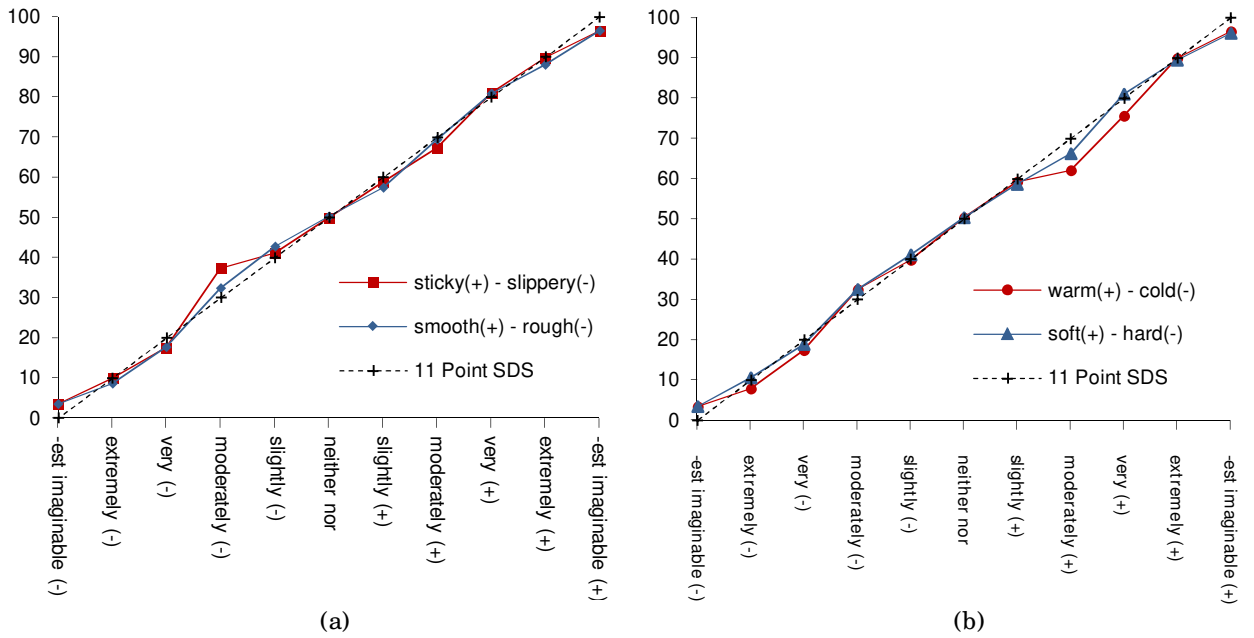 100
90
80
70
60
50
40
30
20
10
0
sticky(+) - slippery(-)
smooth(+) - rough(-)
11 Point SDS
-est imaginable (-)
extremely (-)
very (-)
moderately (-)
slightly (-)
neither nor
slightly (+)
moderately (+)
very (+)
extremely (+)
-est imaginable (+)
(a)
100
90
80
70
60
50
40
30
20
10
0
warm(+) - cold(-)
soft(+) - hard(-)
11 Point SDS
-est imaginable (-)
extremely (-)
very (-)
moderately (-)
slightly (-)
neither nor
slightly (+)
moderately (+)
very (+)
extremely (+)
-est imaginable (+)
(b)